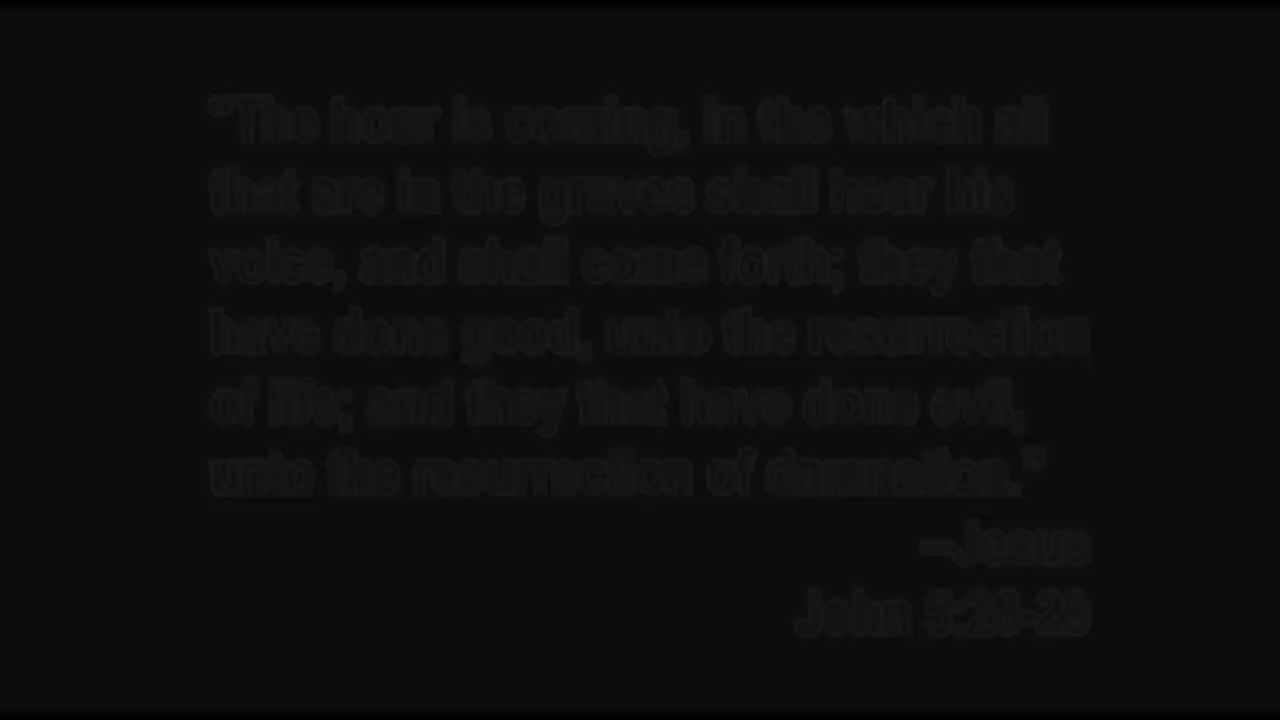 "The hour is coming, in the which all
that are in the graves shall hear his
voice, and shall come forth; they that
have done good, unto the resurrection
of life; and they that have done evil,
unto the resurrection of damnation."
—Jesus
John 5:28-29